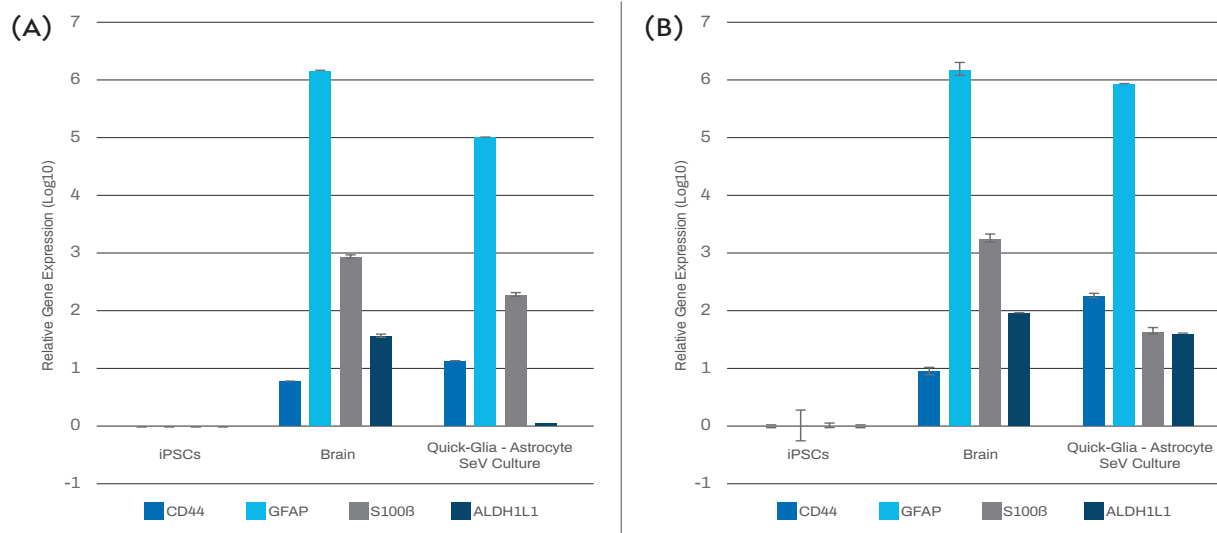 (A)
7
6
5
4
3
2
1
0
-1
Relative Gene Expression (Log10)
iPSCs
Brain
Quick-Glia - Astrocyte
SeV Culture
CD44
GFAP
S100ß
ALDH1L1
(B)
7
6
5
4
3
2
1
0
-1
Relative Gene Expression (Log10)
iPSCs
Brain
Quick-Glia - Astrocyte
SeV Culture
CD44
GFAP
S100ß
ALDH1L1